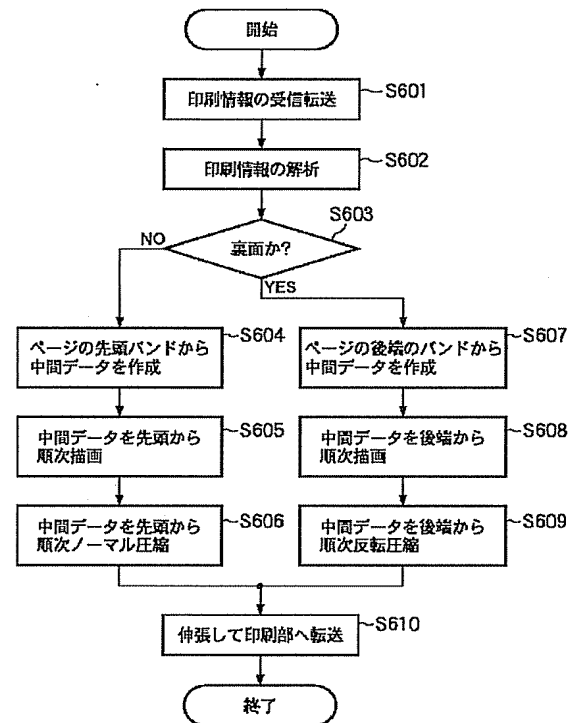 開始
印刷情報の受信転送
S601
印刷情報の解析
S602
S603
裏面か?
NO
YES
ページの先頭バンドから
中間データを作成
S604
ページの後端のバンドから
中間データを作成
S607
中間データを先頭から
順次描画
S605
中間データを後端から
順次描画
S608
中間データを先頭から
順次ノーマル圧縮
S606
中間データを後端から
順次反転圧縮
S609
伸張して印刷部へ転送
S610
終了